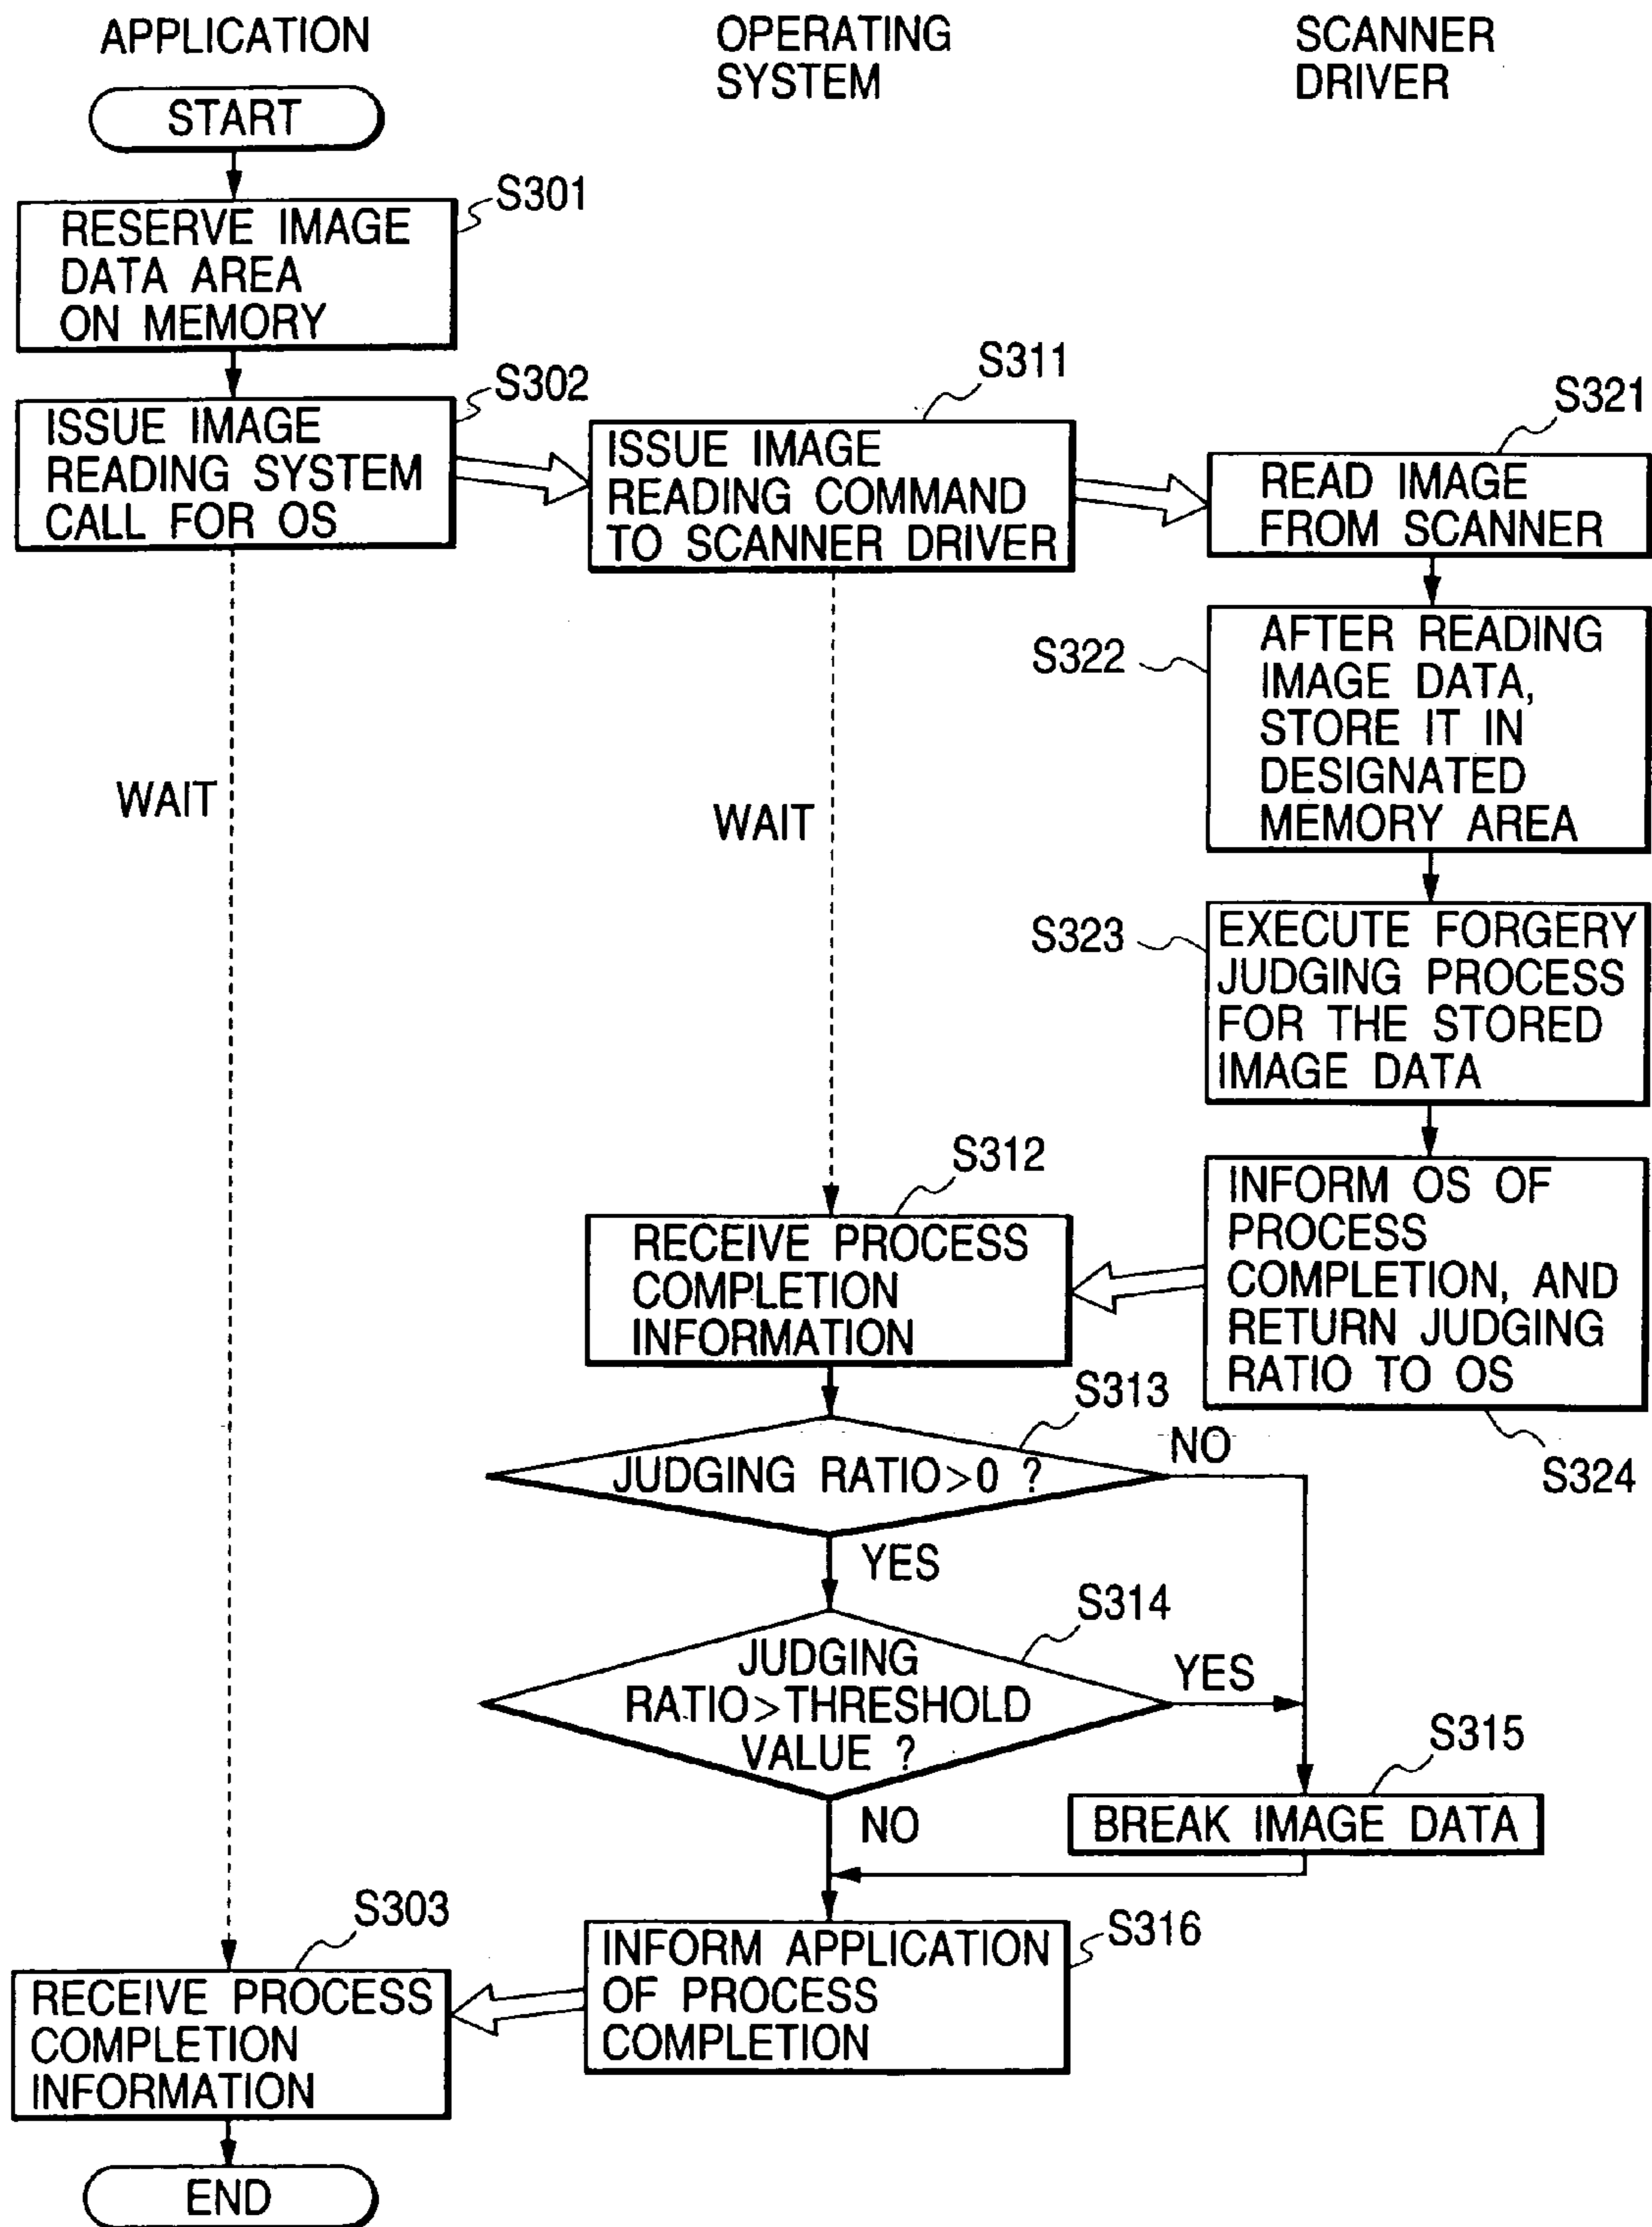 APPLICATION
OPERATING
SYSTEM
SCANNER
DRIVER
START
S301
RESERVE IMAGE
DATA AREA
ON MEMORY
S302
ISSUE IMAGE
READING SYSTEM
CALL FOR OS
S311
ISSUE IMAGE
READING COMMAND
TO SCANNER DRIVER
S321
READ IMAGE
FROM SCANNER
S322
AFTER READING
IMAGE DATA,
STORE IT IN
DESIGNATED
MEMORY AREA
WAIT
WAIT
S323
EXECUTE FORGERY
JUDGING PROCESS
FOR THE STORED
IMAGE DATA
S312
RECEIVE PROCESS
COMPLETION
INFORMATION
INFORM OS OF
PROCESS
COMPLETION, AND
RETURN JUDGING
RATIO TO OS
S324
S313
JUDGING RATIO>0 ?
NO
YES
S314
JUDGING
RATIO>THRESHOLD
VALUE ?
YES
NO
S315
BREAK IMAGE DATA
S316
INFORM APPLICATION
OF PROCESS
COMPLETION
S303
RECEIVE PROCESS
COMPLETION
INFORMATION
END